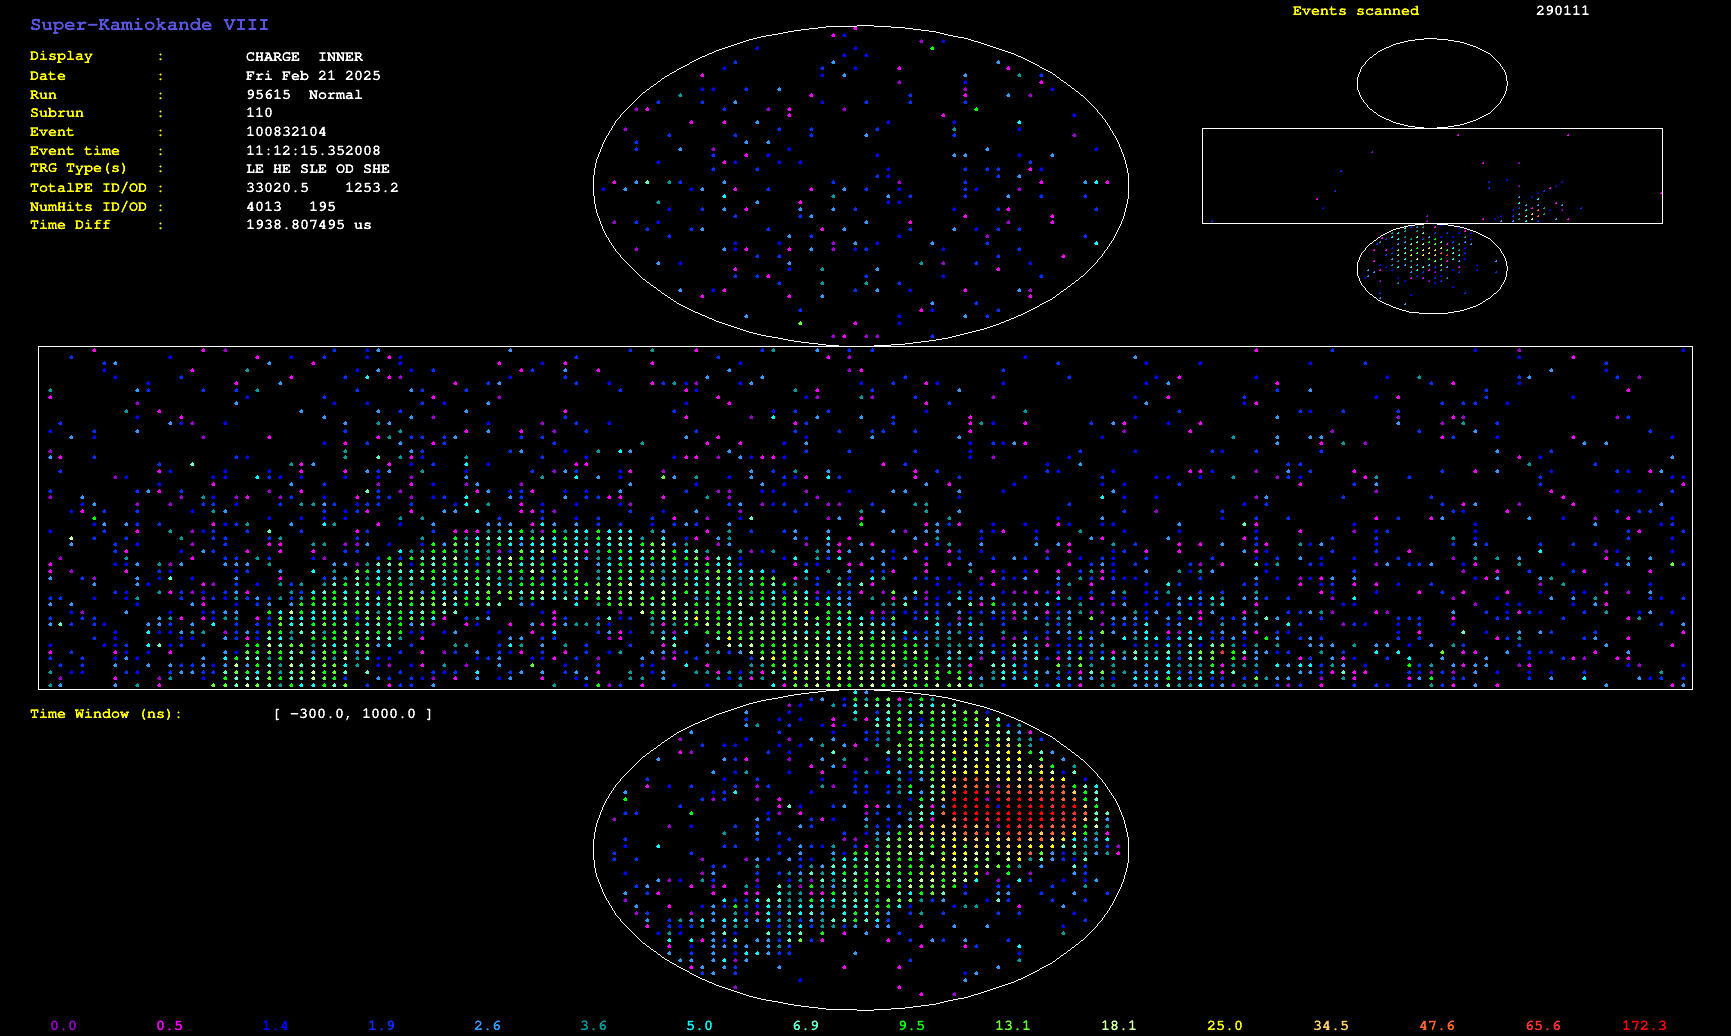 Super-Kamiokande VIII
Display : CHARGE INNER
Date : Fri Feb 21 2025
Run : 95615 Normal
Subrun : 110
Event : 100832104
Event time : 11:12:15.352008
TRG Type(s) : LE HE SLE OD SHE
TotalPE ID/OD : 33020.5 1253.2
NumHits ID/OD : 4013 195
Time Diff : 1938.807495 us
Events scanned 290111
Time Window (ns): [ -300.0, 1000.0 ]
0.0 0.5 1.4 1.9 2.6 3.6 5.0 6.9 9.5 13.1 18.1 25.0 34.5 47.6 65.6 172.3